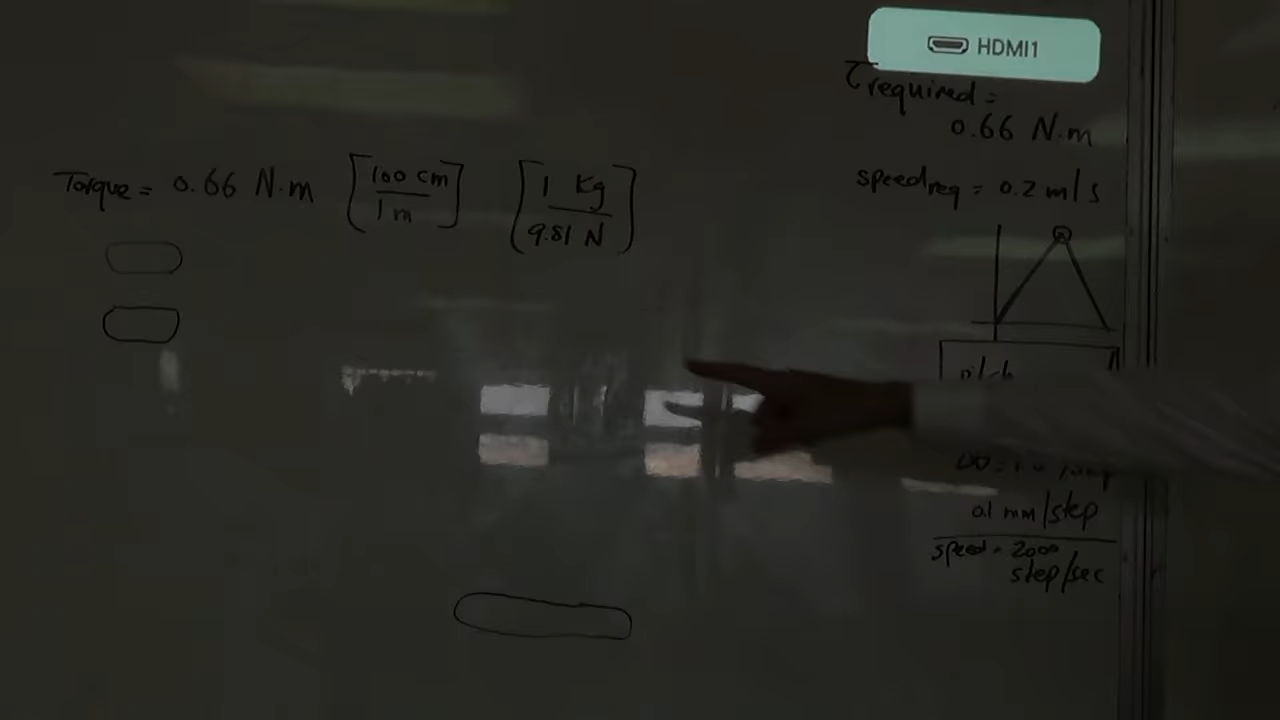 HDMI1
τrequired =
0.66 N.m
Torque = 0.66 N.m [100 cm / 1 m] [1 Kg / 9.81 N]
speedreq = 0.2 m/s
pitch
0.1 mm/step
speed = 2000
step/sec